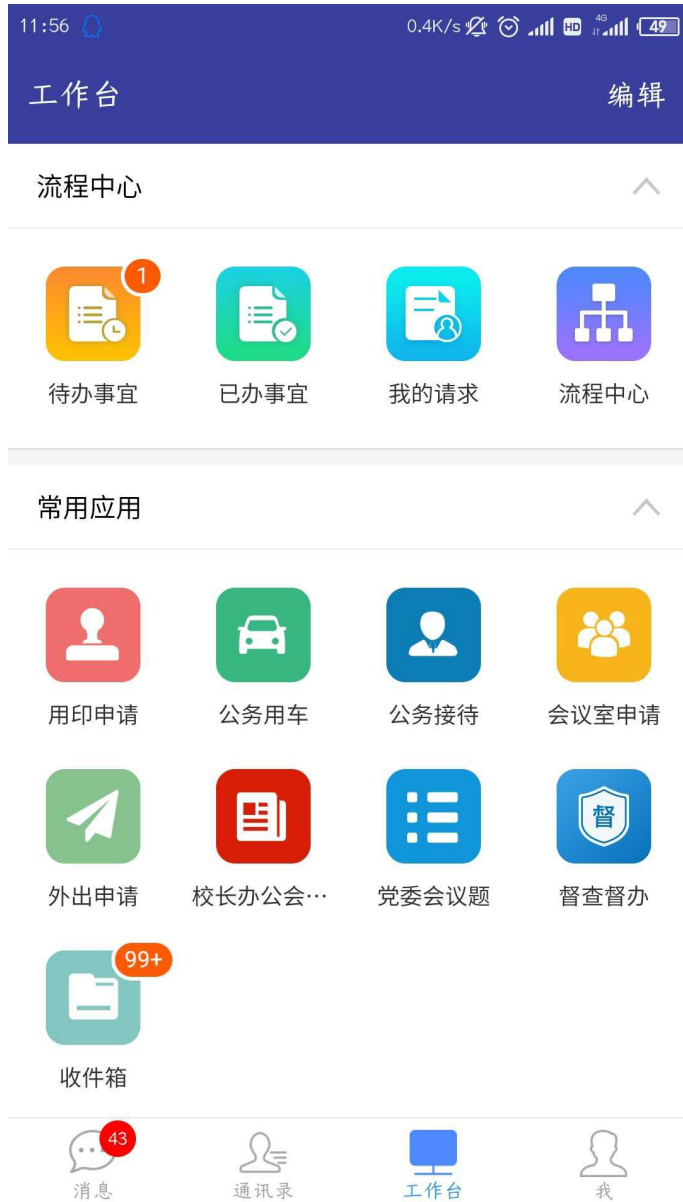 11:56 0.4K/s HD 4G 49
工作台 编辑
流程中心
1
待办事宜 已办事宜 我的请求 流程中心
常用应用
用印申请 公务用车 公务接待 会议室申请
督
外出申请 校长办公会… 党委会议题 督查督办
99+
收件箱
43
消息 通讯录 工作台 我